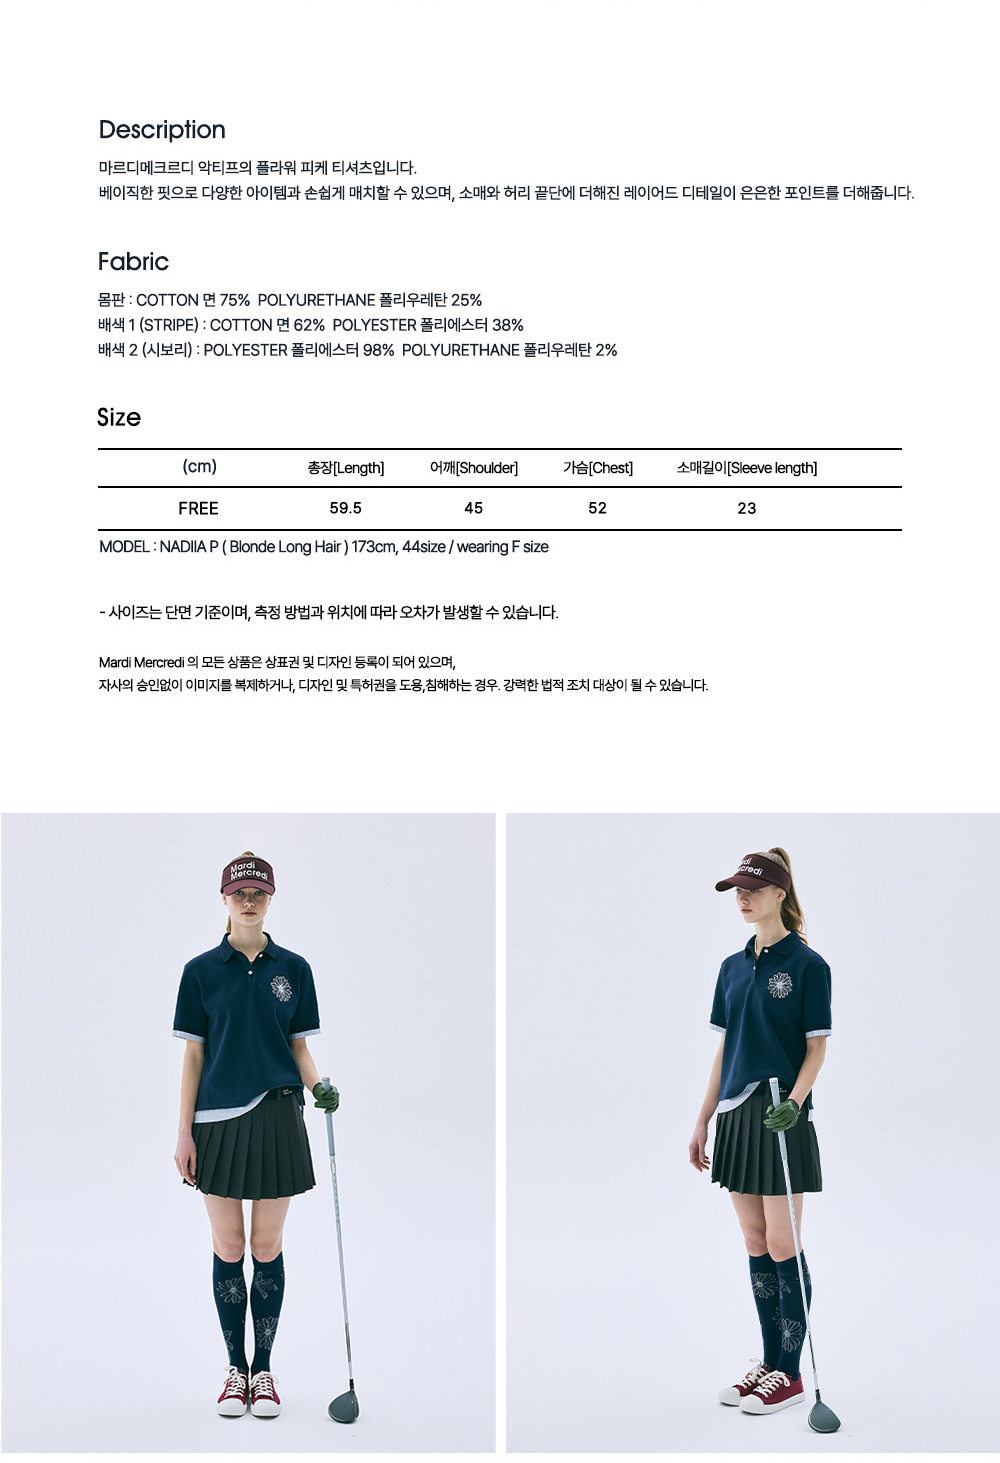 Description
마르디메크르디 악티프의 플라워 피케 티셔츠입니다.
베이직한 핏으로 다양한 아이템과 손쉽게 매치할 수 있으며, 소매와 허리 끝단에 더해진 레이어드 디테일이 은은한 포인트를 더해줍니다.
Fabric
몸판 : COTTON 면 75% POLYURETHANE 폴리우레탄 25%
배색 1 (STRIPE) : COTTON 면 62% POLYESTER 폴리에스터 38%
배색 2 (시보리) : POLYESTER 폴리에스터 98% POLYURETHANE 폴리우레탄 2%
Size
(cm) 총장[Length] 어깨[Shoulder] 가슴[Chest] 소매길이[Sleeve length]
FREE 59.5 45 52 23
MODEL : NADIIA P ( Blonde Long Hair ) 173cm, 44size / wearing F size
- 사이즈는 단면 기준이며, 측정 방법과 위치에 따라 오차가 발생할 수 있습니다.
Mardi Mercredi 의 모든 상품은 상표권 및 디자인 등록이 되어 있으며,
자사의 승인없이 이미지를 복제하거나, 디자인 및 특허권을 도용,침해하는 경우. 강력한 법적 조치 대상이 될 수 있습니다.
Mardi
Mercredi
Mercredi